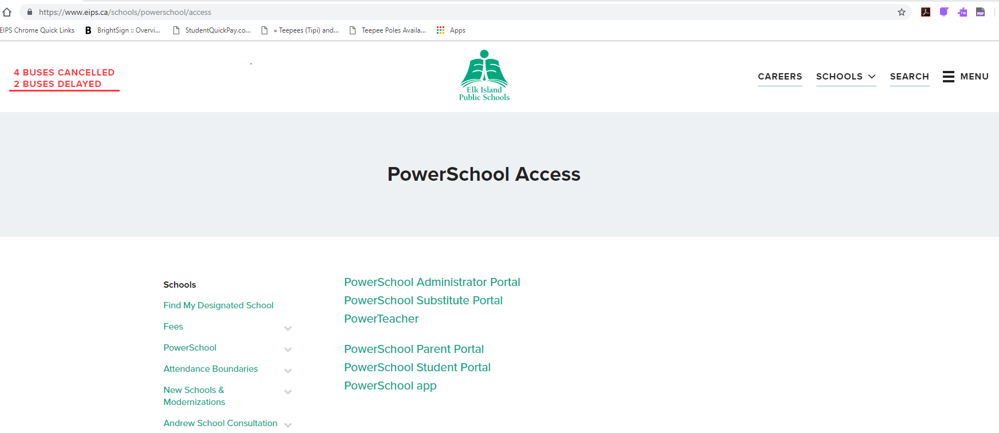 https://www.eips.ca/schools/powerschool/access
EIPS Chrome Quick Links
B BrightSign :: Overvi...
StudentQuickPay.co...
» Teepees (Tipi) and...
Teepee Poles Availa...
Apps
4 BUSES CANCELLED
2 BUSES DELAYED
Elk Island
Public Schools
CAREERS
SCHOOLS
SEARCH
MENU
PowerSchool Access
Schools
Find My Designated School
Fees
PowerSchool
Attendance Boundaries
New Schools &
Modernizations
Andrew School Consultation
PowerSchool Administrator Portal
PowerSchool Substitute Portal
PowerTeacher
PowerSchool Parent Portal
PowerSchool Student Portal
PowerSchool app